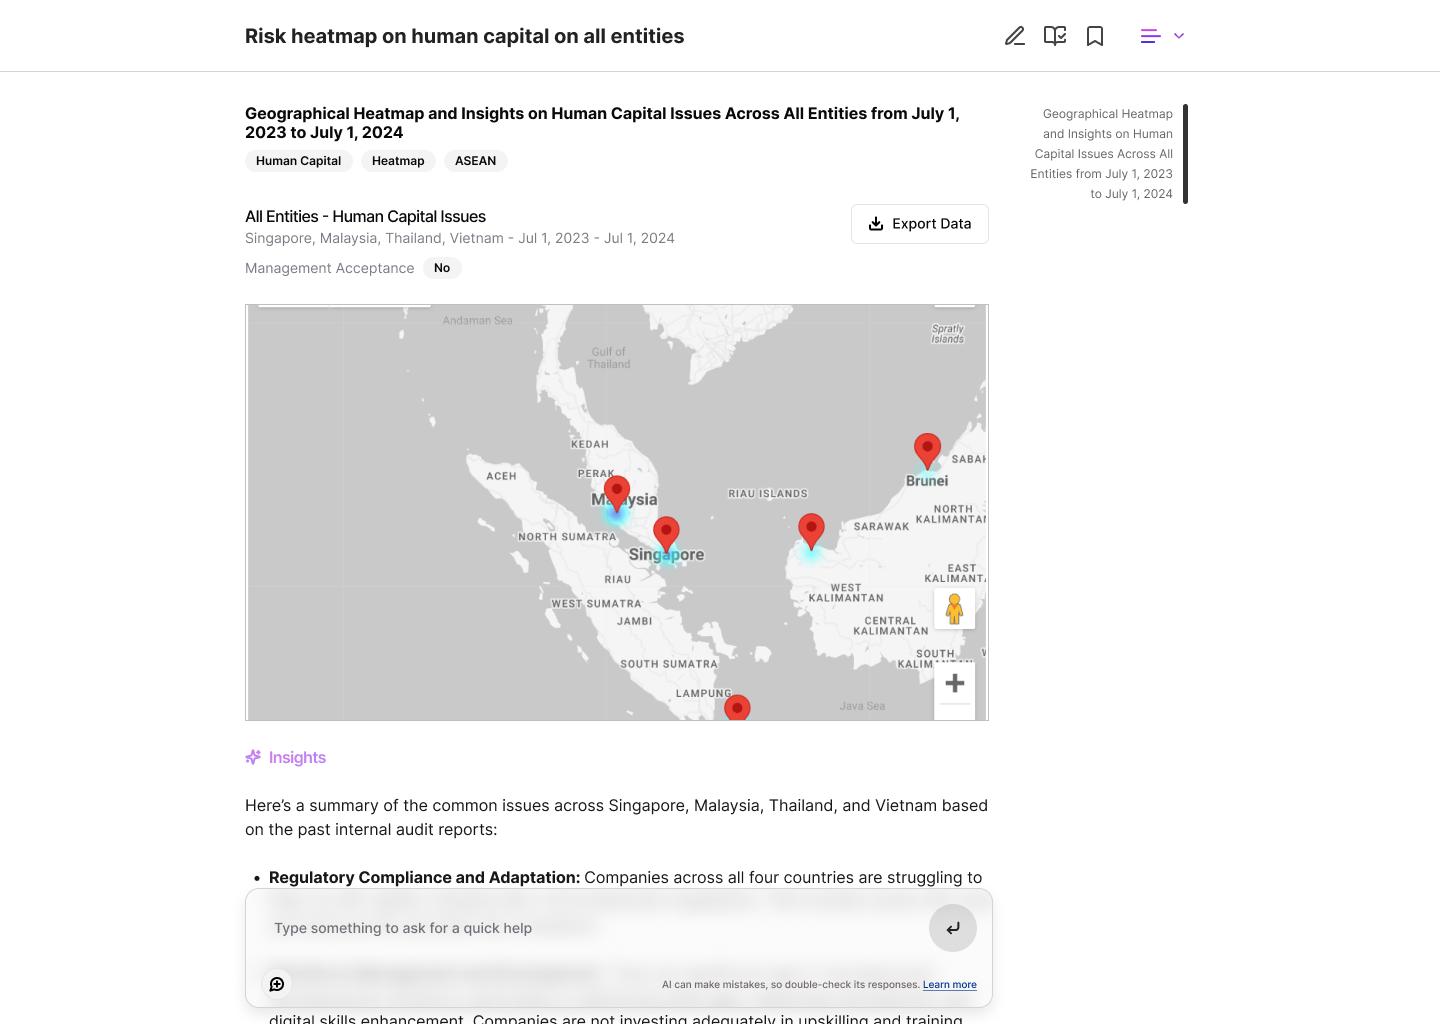 Risk heatmap on human capital on all entities
Geographical Heatmap and Insights on Human Capital Issues Across All Entities from July 1,
2023 to July 1, 2024
Human Capital
Heatmap
ASEAN
Geographical Heatmap
and Insights on Human
Capital Issues Across All
Entities from July 1, 2023
to July 1, 2024
All Entities - Human Capital Issues
Singapore, Malaysia, Thailand, Vietnam - Jul 1, 2023 - Jul 1, 2024
Export Data
Management Acceptance
No
Andaman Sea
Gulf of
Thailand
Spratly
Islands
KEDAH
PERAK
ACEH
SABAH
Brunei
Malaysia
RIAU ISLANDS
NORTH
KALIMANTAN
SARAWAK
NORTH SUMATRA
Singapore
RIAU
EAST
KALIMANTA
WEST
KALIMANTAN
WEST SUMATRA
JAMBI
CENTRAL
KALIMANTAN
SOUTH
KALIMANTA
SOUTH SUMATRA
LAMPUNG
Java Sea
Insights
Here's a summary of the common issues across Singapore, Malaysia, Thailand, and Vietnam based
on the past internal audit reports:
• Regulatory Compliance and Adaptation: Companies across all four countries are struggling to
Type something to ask for a quick help
AI can make mistakes, so double-check its responses. Learn more
digital skills enhancement. Companies are not investing adequately in upskilling and training